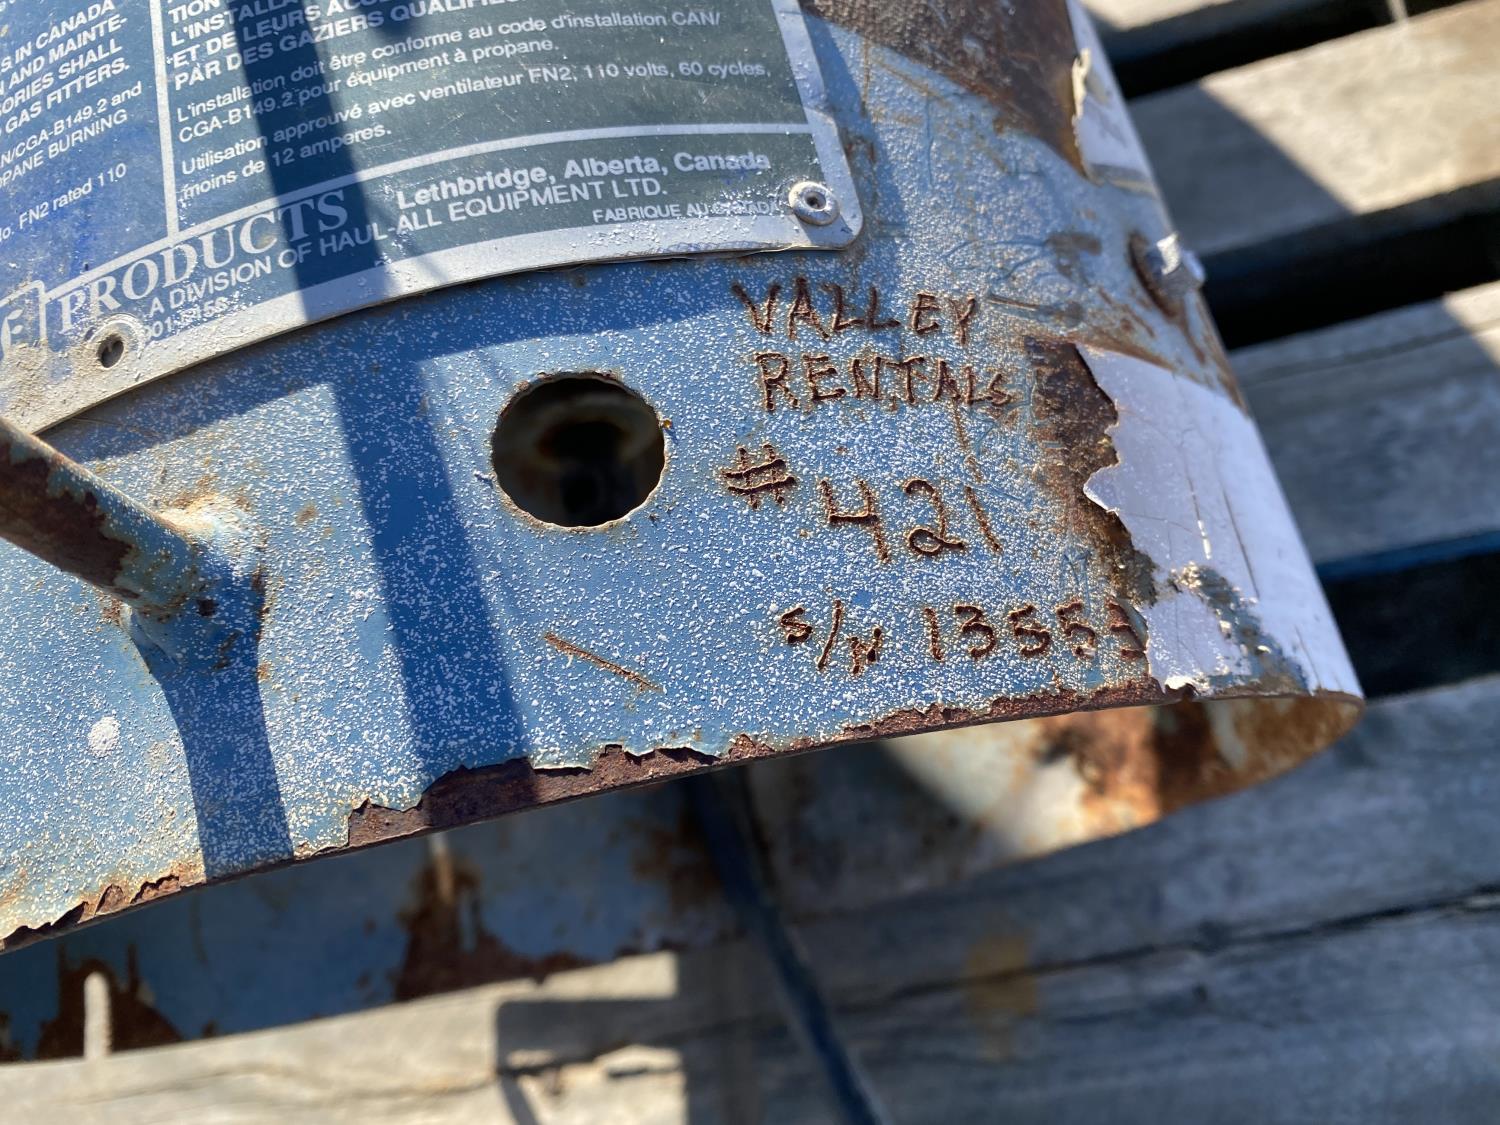 S IN CANADA
AND MAINTE-
ORIES SHALL
GAS FITTERS.
N/CGA-B149.2 and
OPANE BURNING
No. FN2 rated 110
TION
L'INSTALLA
ET DE LEURS
PAR DES GAZIERS QUALIFI
L'installation doit être conforme au code d'installation CAN/
CGA-B149.2 pour équipement à propane.
Utilisation approuvé avec ventilateur FN2, 110 volts, 60 cycles,
moins de 12 ampères.
E PRODUCTS
Lethbridge, Alberta, Canada
A DIVISION OF HAUL-ALL EQUIPMENT LTD.
FABRIQUE AU CANADA
VALLEY
RENTALS
#421
S/N 13553